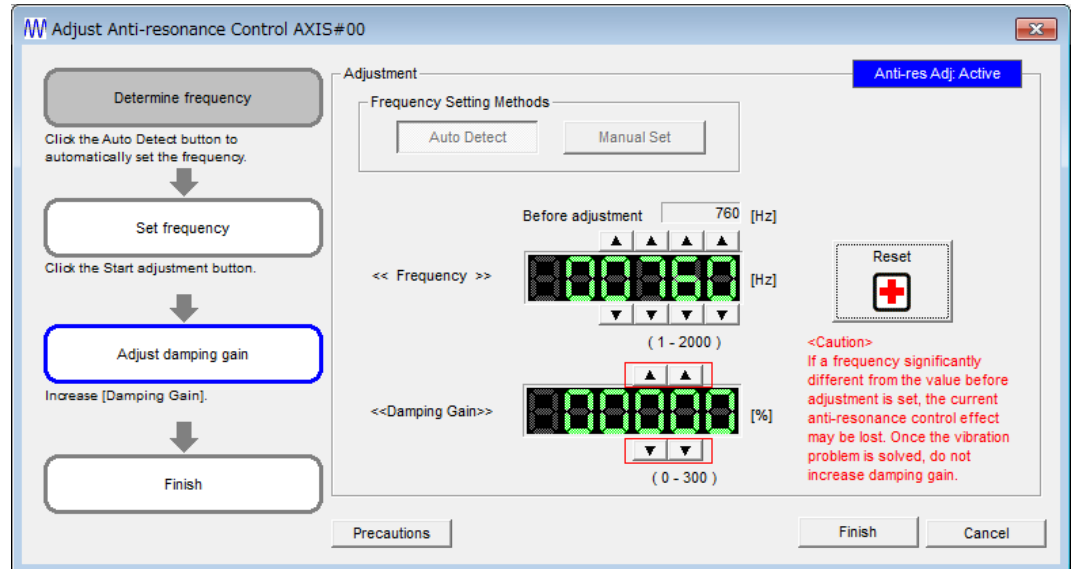 Adjust Anti-resonance Control AXIS#00
Determine frequency
Click the Auto Detect button to
automatically set the frequency.
Set frequency
Click the Start adjustment button.
Adjust damping gain
Increase [Damping Gain].
Finish
Adjustment
Anti-res Adj: Active
Frequency Setting Methods
Auto Detect
Manual Set
Before adjustment 760 [Hz]
<< Frequency >> 00760 [Hz]
( 1 - 2000 )
<<Damping Gain>> 00000 [%]
( 0 - 300 )
Reset
<Caution>
If a frequency significantly
different from the value before
adjustment is set, the current
anti-resonance control effect
may be lost. Once the vibration
problem is solved, do not
increase damping gain.
Precautions
Finish
Cancel